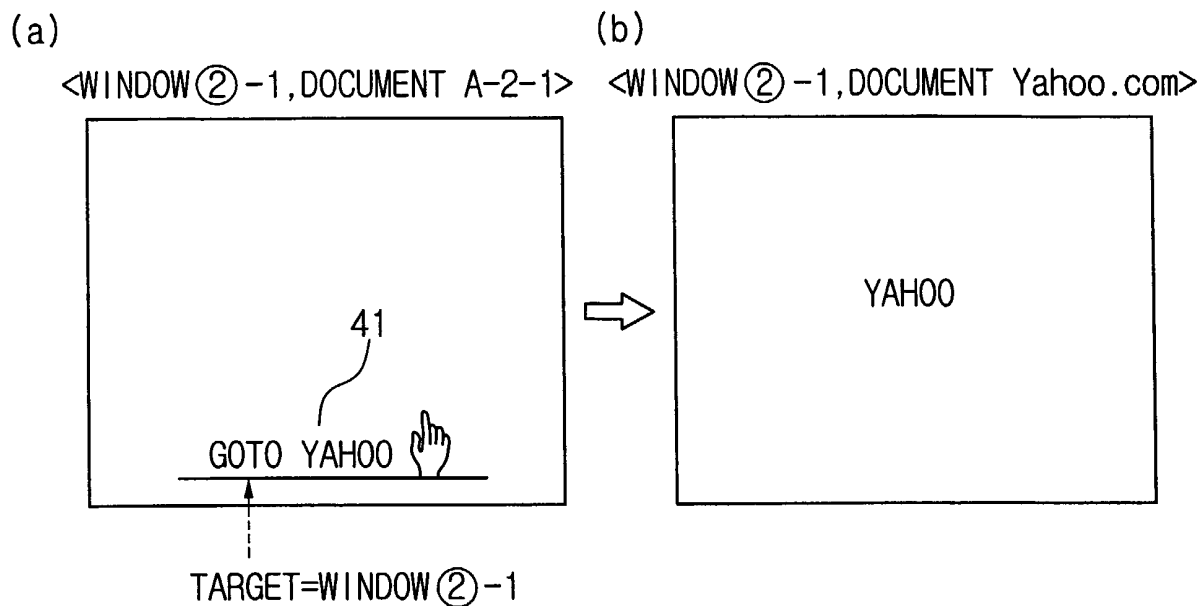 (a)
<WINDOW②-1,DOCUMENT A-2-1>
41
GOTO YAHOO
TARGET=WINDOW②-1
(b)
<WINDOW②-1,DOCUMENT Yahoo.com>
YAHOO